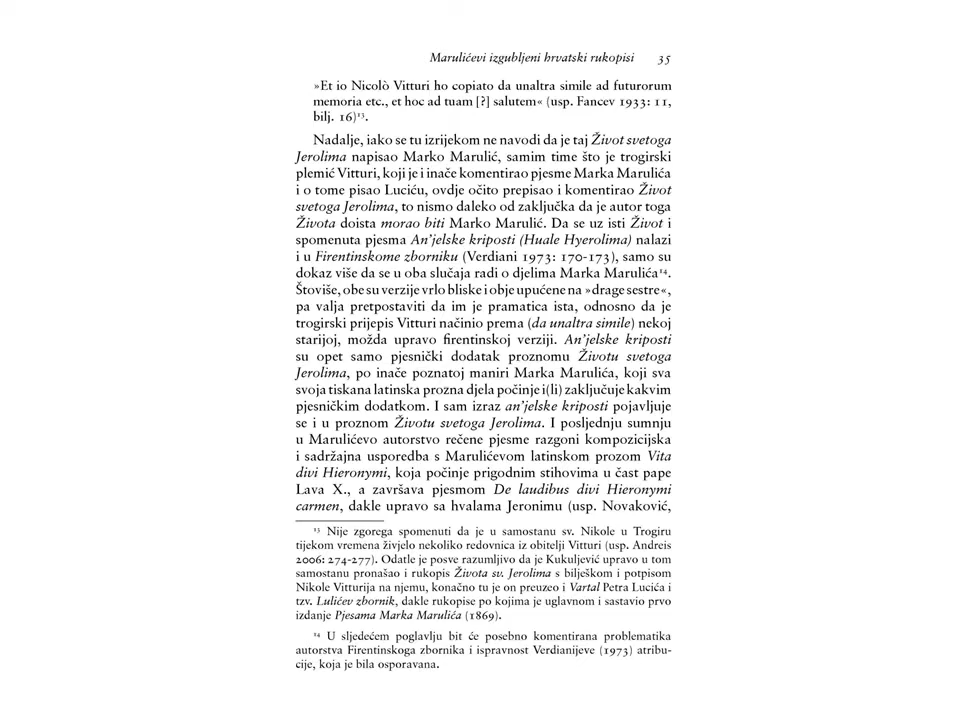 Marulićevi izgubljeni hrvatski rukopisi 35
»Et io Nicolò Vitturi ho copiato da unaltra simile ad futurorum
memoria etc., et hoc ad tuam [?] salutem« (usp. Fancev 1933: 11,
bilj. 16)¹³.
Nadalje, iako se tu izrijekom ne navodi da je taj Život svetoga
Jerolima napisao Marko Marulić, samim time što je trogirski
plemić Vitturi, koji je i inače komentirao pjesme Marka Marulića
i o tome pisao Luciću, ovdje očito prepisao i komentirao Život
svetoga Jerolima, to nismo daleko od zaključka da je autor toga
Života doista morao biti Marko Marulić. Da se uz isti Život i
spomenuta pjesma An’jelske kriposti (Huale Hyerolima) nalazi
i u Firentinskome zborniku (Verdiani 1973: 170-173), samo su
dokaz više da se u oba slučaja radi o djelima Marka Marulića¹⁴.
Štoviše, obe su verzije vrlo bliske i obje upućene na »drage sestre«,
pa valja pretpostaviti da im je pramatica ista, odnosno da je
trogirski prijepis Vitturi načinio prema (da unaltra simile) nekoj
starijoj, možda upravo firentinskoj verziji. An’jelske kriposti
su opet samo pjesnički dodatak proznomu Životu svetoga
Jerolima, po inače poznatoj maniri Marka Marulića, koji sva
svoja tiskana latinska prozna djela počinje i(li) zaključuje kakvim
pjesničkim dodatkom. I sam izraz an’jelske kriposti pojavljuje
se i u proznom Životu svetoga Jerolima. I posljednju sumnju
u Marulićevo autorstvo rečene pjesme razgoni kompozicijska
i sadržajna usporedba s Marulićevom latinskom prozom Vita
divi Hieronymi, koja počinje prigodnim stihovima u čast pape
Lava X., a završava pjesmom De laudibus divi Hieronymi
carmen, dakle upravo sa hvalama Jeronimu (usp. Novaković,
¹³ Nije zgorega spomenuti da je u samostanu sv. Nikole u Trogiru
tijekom vremena živjelo nekoliko redovnica iz obitelji Vitturi (usp. Andreis
2006: 274-277). Odatle je posve razumljivo da je Kukuljević upravo u tom
samostanu pronašao i rukopis Života sv. Jerolima s bilješkom i potpisom
Nikole Vitturija na njemu, konačno tu je on preuzeo i Vartal Petra Lucića i
tzv. Lulićev zbornik, dakle rukopise po kojima je uglavnom i sastavio prvo
izdanje Pjesama Marka Marulića (1869).
¹⁴ U sljedećem poglavlju bit će posebno komentirana problematika
autorstva Firentinskoga zbornika i ispravnost Verdianijeve (1973) atribu-
cije, koja je bila osporavana.